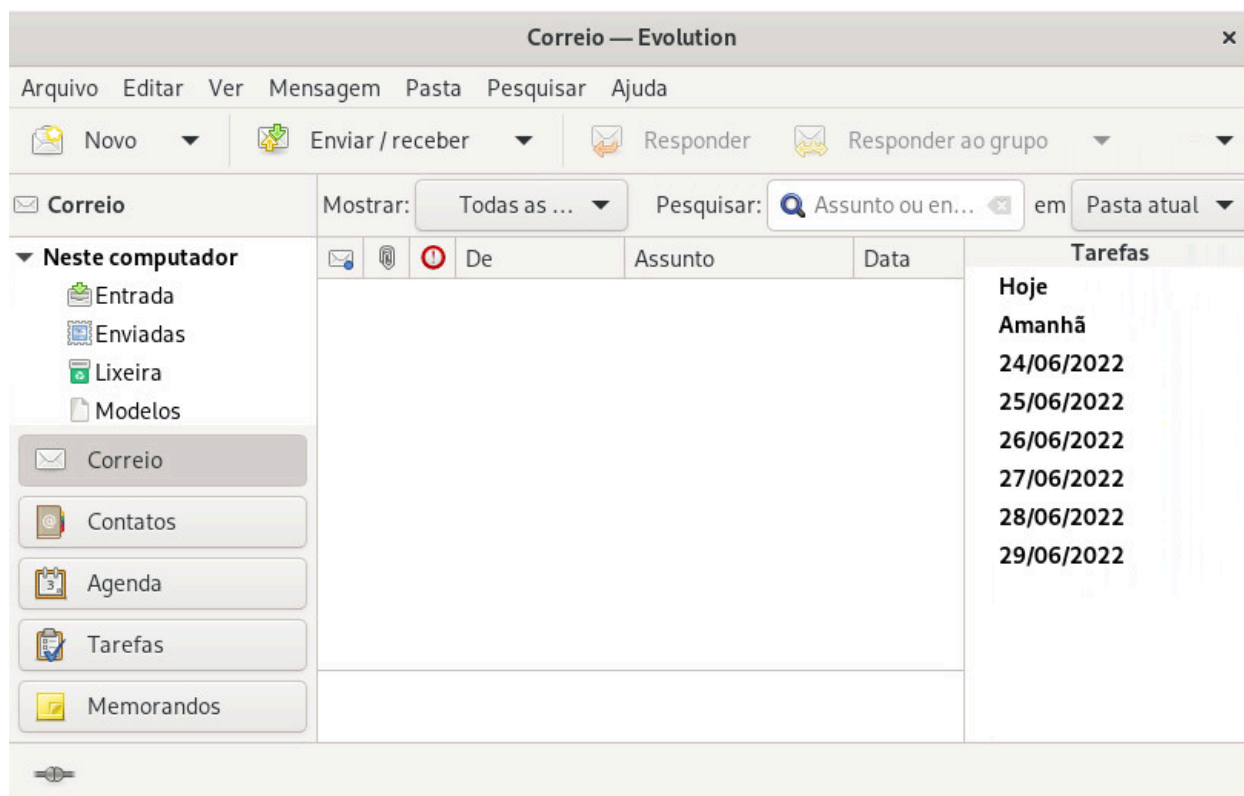 Correio — Evolution
Arquivo Editar Ver Mensagem Pasta Pesquisar Ajuda
Novo Enviar / receber Responder Responder ao grupo
Correio Mostrar: Todas as ... Pesquisar: Assunto ou en... em Pasta atual
Neste computador
Entrada
Enviadas
Lixeira
Modelos
Correio
Contatos
Agenda
Tarefas
Memorandos
De Assunto Data
Tarefas
Hoje
Amanhã
24/06/2022
25/06/2022
26/06/2022
27/06/2022
28/06/2022
29/06/2022